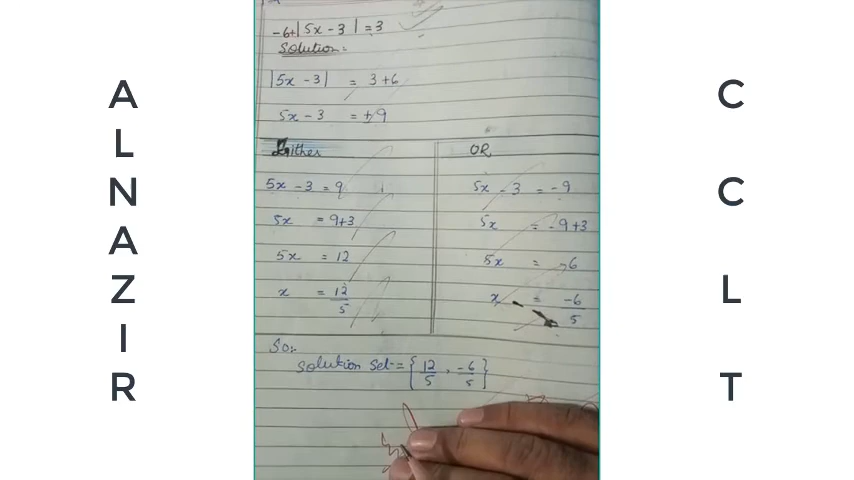 A
L
N
A
Z
I
R
-6+|5x-3|=3
Solution:-
|5x-3| = 3+6
5x-3 = ±9
Either
5x-3=9
5x = 9+3
5x = 12
x = 12/5
OR
5x-3=-9
5x = -9+3
5x = -6
x = -6/5
So:-
Solution Set = {12/5, -6/5}
C
C
L
T